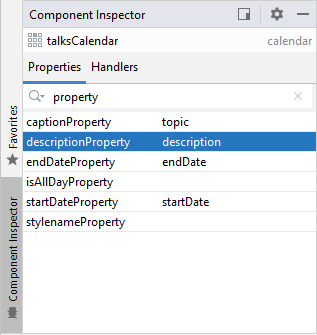 Component Inspector
talksCalendar calendar
Properties Handlers
property
captionProperty topic
descriptionProperty description
endDateProperty endDate
isAllDayProperty
startDateProperty startDate
stylenameProperty
Favorites
Component Inspector